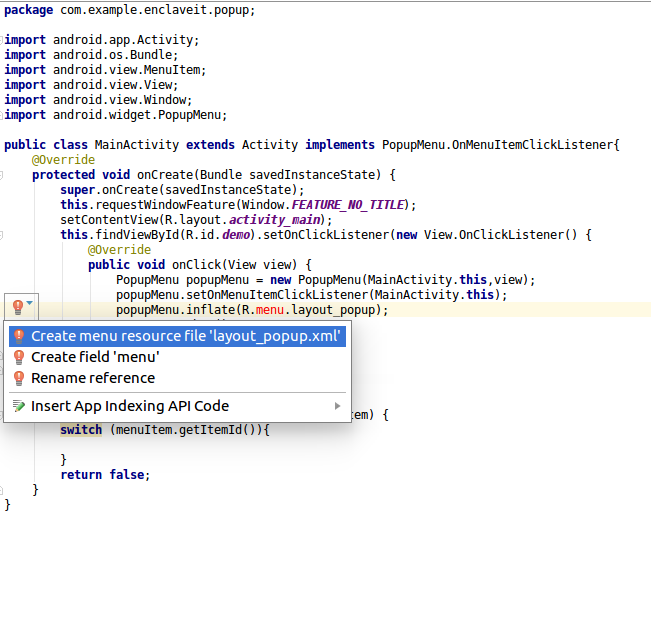 package com.example.enclaveit.popup;
import android.app.Activity;
import android.os.Bundle;
import android.view.MenuItem;
import android.view.View;
import android.view.Window;
import android.widget.PopupMenu;
public class MainActivity extends Activity implements PopupMenu.OnMenuItemClickListener{
@Override
protected void onCreate(Bundle savedInstanceState) {
super.onCreate(savedInstanceState);
this.requestWindowFeature(Window.FEATURE_NO_TITLE);
setContentView(R.layout.activity_main);
this.findViewById(R.id.demo).setOnClickListener(new View.OnClickListener() {
@Override
public void onClick(View view) {
PopupMenu popupMenu = new PopupMenu(MainActivity.this,view);
popupMenu.setOnMenuItemClickListener(MainActivity.this);
popupMenu.inflate(R.menu.layout_popup);
Create menu resource file 'layout_popup.xml'
Create field 'menu'
Rename reference
Insert App Indexing API Code
tem) {
switch (menuItem.getItemId()){
}
return false;
}
}